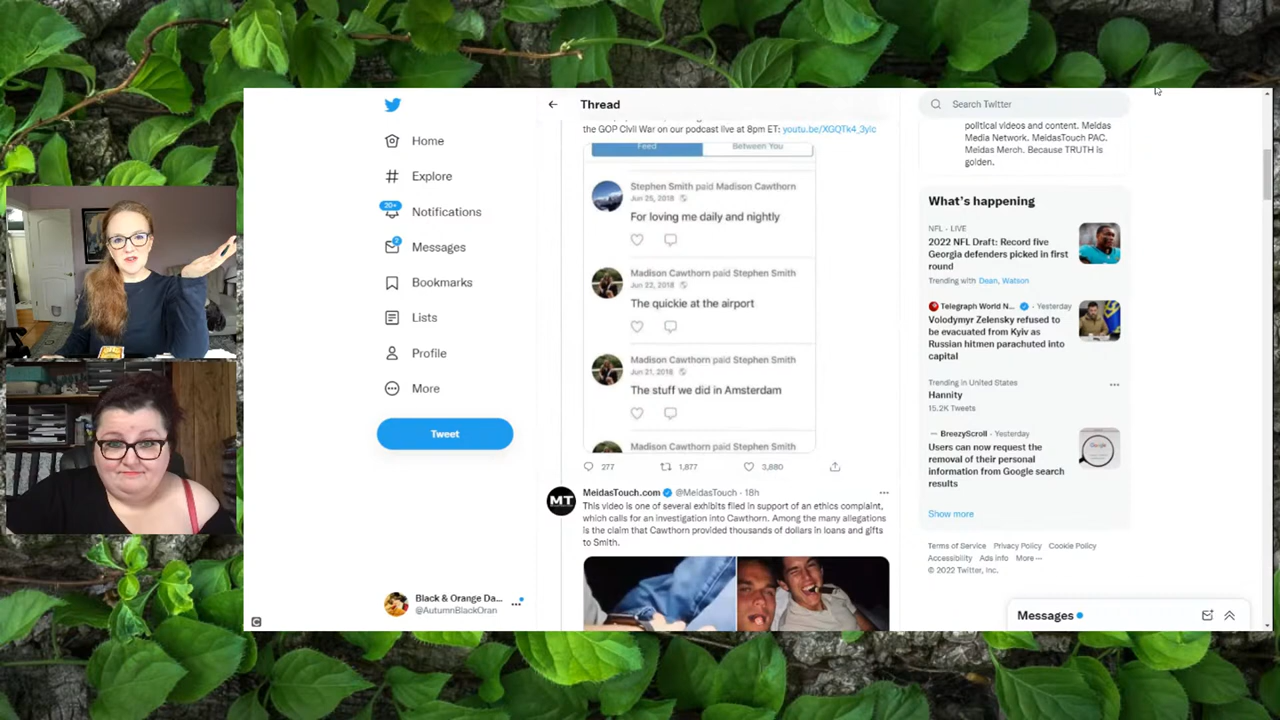 Thread
Search Twitter
Home
Explore
20+
Notifications
2
Messages
Bookmarks
Lists
Profile
More
Tweet
Black & Orange Da...
@AutumnBlackOran
the GOP Civil War on our podcast live at 8pm ET: youtu.be/XGQTk4_3yIc
Feed
Between You
Stephen Smith paid Madison Cawthorn
Jun 25, 2018
For loving me daily and nightly
Madison Cawthorn paid Stephen Smith
Jun 22, 2018
The quickie at the airport
Madison Cawthorn paid Stephen Smith
Jun 21, 2018
The stuff we did in Amsterdam
Madison Cawthorn paid Stephen Smith
277
1,877
3,880
MT
MeidasTouch.com @MeidasTouch · 18h
This video is one of several exhibits filed in support of an ethics complaint,
which calls for an investigation into Cawthorn. Among the many allegations
is the claim that Cawthorn provided thousands of dollars in loans and gifts
to Smith.
political videos and content. Meidas
Media Network. MeidasTouch PAC.
Meidas Merch. Because TRUTH is
golden.
What's happening
NFL · LIVE
2022 NFL Draft: Record five
Georgia defenders picked in first
round
Trending with Dean, Watson
Telegraph World N... · Yesterday
Volodymyr Zelensky refused to
be evacuated from Kyiv as
Russian hitmen parachuted into
capital
Trending in United States
Hannity
15.2K Tweets
BreezyScroll · Yesterday
Users can now request the
removal of their personal
information from Google search
results
Google
Show more
Terms of Service Privacy Policy Cookie Policy
Accessibility Ads info More ···
© 2022 Twitter, Inc.
Messages